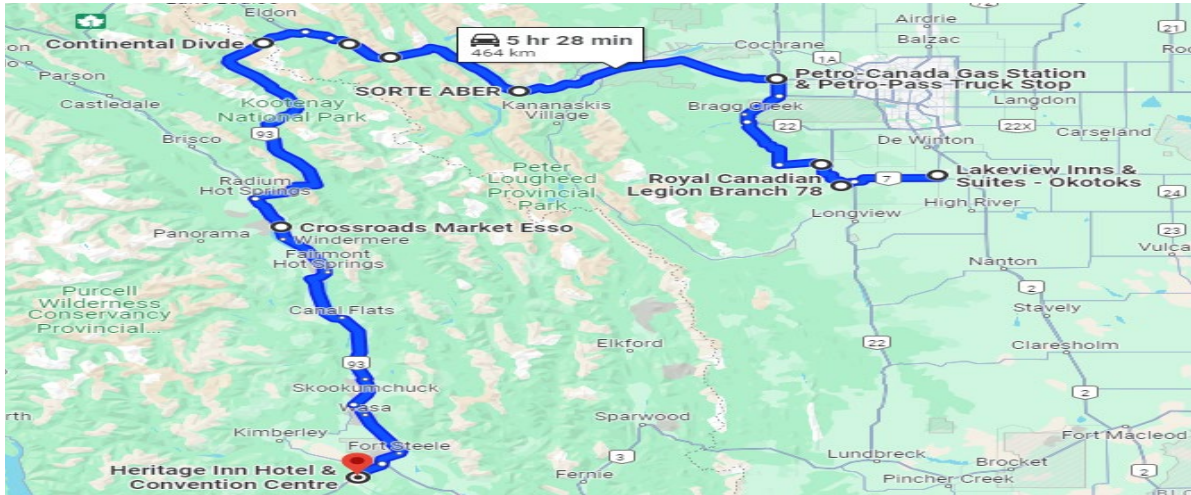 Eldon
Airdrie
21
Continental Divde
5 hr 28 min
464 km
Balzac
Cochrane
1A
Parson
SORTE ABER
Petro-Canada Gas Station
& Petro-Pass Truck Stop
Castledale
Kootenay
National Park
Kananaskis
Village
Bragg Creek
Langdon
22
22X
Carseland
Brisco
93
De Winton
Peter
Lougheed
Provincial
Park
Radium
Hot Springs
Royal Canadian
Legion Branch 78
7
Lakeview Inns &
Suites - Okotoks
24
High River
Longview
Panorama
Crossroads Market Esso
Windermere
23
Fairmont
Hot Springs
Vulca
Nanton
Purcell
Wilderness
Conservancy
Provincial...
2
Canal Flats
Stavely
Elkford
22
Claresholm
93
Skookumchuck
2
Wasa
Sparwood
Kimberley
Fort Steele
Fort Macleod
3
Lundbreck
Heritage Inn Hotel &
Convention Centre
Fernie
Brocket
2
Pincher Creek